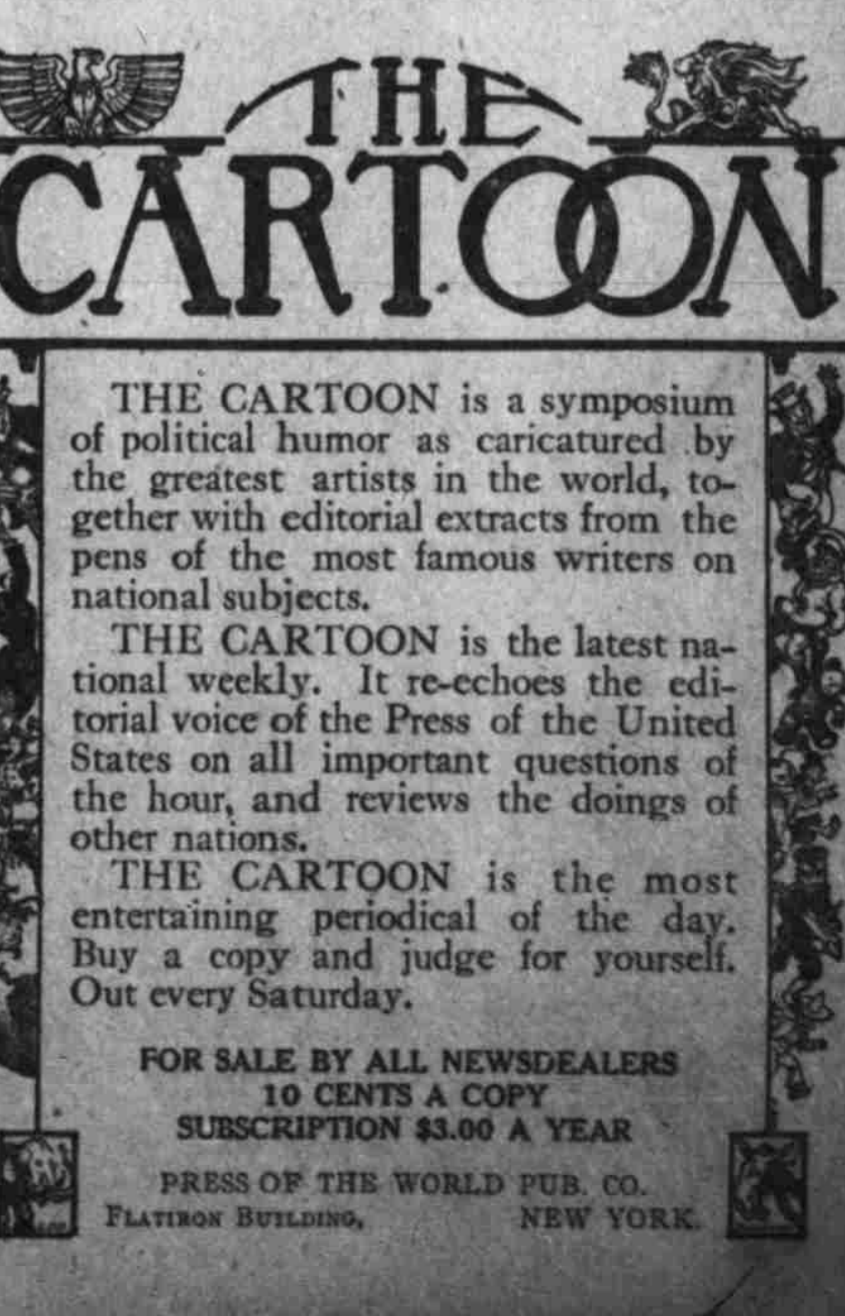 THE
CARTOON
THE CARTOON is a symposium
of political humor as caricatured by
the greatest artists in the world, to-
gether with editorial extracts from the
pens of the most famous writers on
national subjects.
THE CARTOON is the latest na-
tional weekly. It re-echoes the edi-
torial voice of the Press of the United
States on all important questions of
the hour, and reviews the doings of
other nations.
THE CARTOON is the most
entertaining periodical of the day.
Buy a copy and judge for yourself.
Out every Saturday.
FOR SALE BY ALL NEWSDEALERS
10 CENTS A COPY
SUBSCRIPTION $3.00 A YEAR
PRESS OF THE WORLD PUB. CO.
FLATIRON BUILDING, NEW YORK.